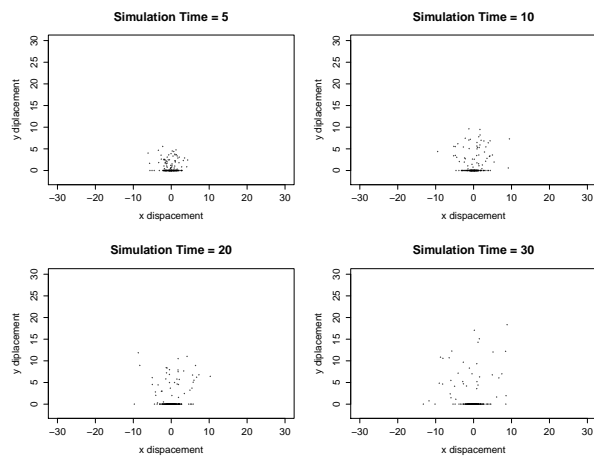 Simulation Time = 5
y diplacement
30
25
20
15
10
5
0
−30 −20 −10 0 10 20 30
x dispacement
Simulation Time = 10
y diplacement
30
25
20
15
10
5
0
−30 −20 −10 0 10 20 30
x dispacement
Simulation Time = 20
y diplacement
30
25
20
15
10
5
0
−30 −20 −10 0 10 20 30
x dispacement
Simulation Time = 30
y diplacement
30
25
20
15
10
5
0
−30 −20 −10 0 10 20 30
x dispacement